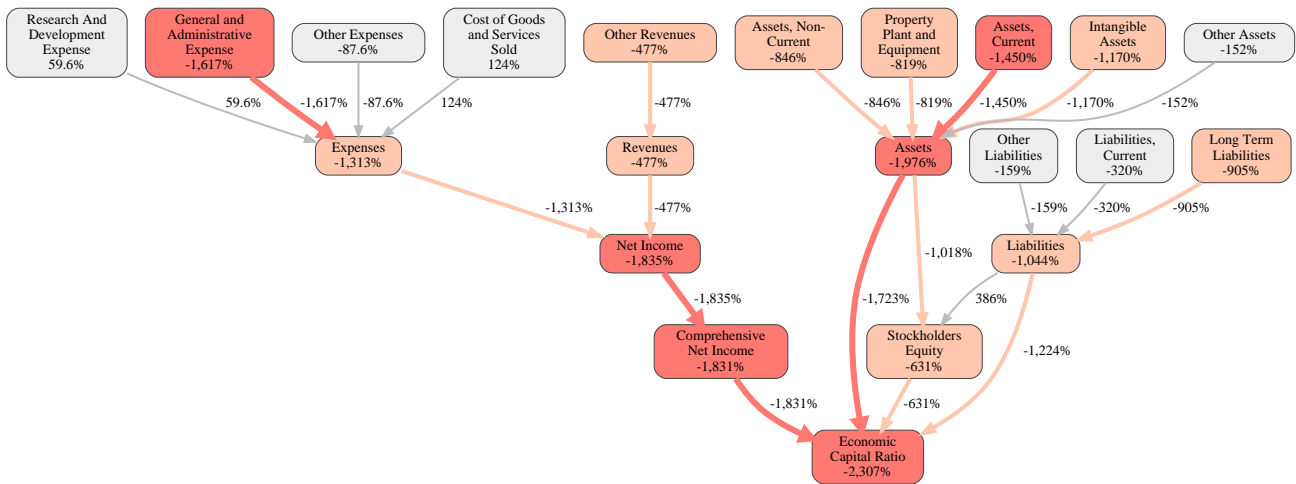 Research And
Development
Expense
59.6%
General and
Administrative
Expense
-1,617%
Other Expenses
-87.6%
Cost of Goods
and Services
Sold
124%
Other Revenues
-477%
Assets, Non-
Current
-846%
Property
Plant and
Equipment
-819%
Assets,
Current
-1,450%
Intangible
Assets
-1,170%
Other Assets
-152%
59.6%
-1,617%
-87.6%
124%
-477%
-846%
-819%
-1,450%
-1,170%
-152%
Expenses
-1,313%
Revenues
-477%
Assets
-1,976%
Other
Liabilities
-159%
Liabilities,
Current
-320%
Long Term
Liabilities
-905%
-1,313%
-477%
-159%
-320%
-905%
Net Income
-1,835%
-1,018%
Liabilities
-1,044%
-1,835%
-1,723%
386%
Comprehensive
Net Income
-1,831%
Stockholders
Equity
-631%
-1,224%
-1,831%
-631%
Economic
Capital Ratio
-2,307%